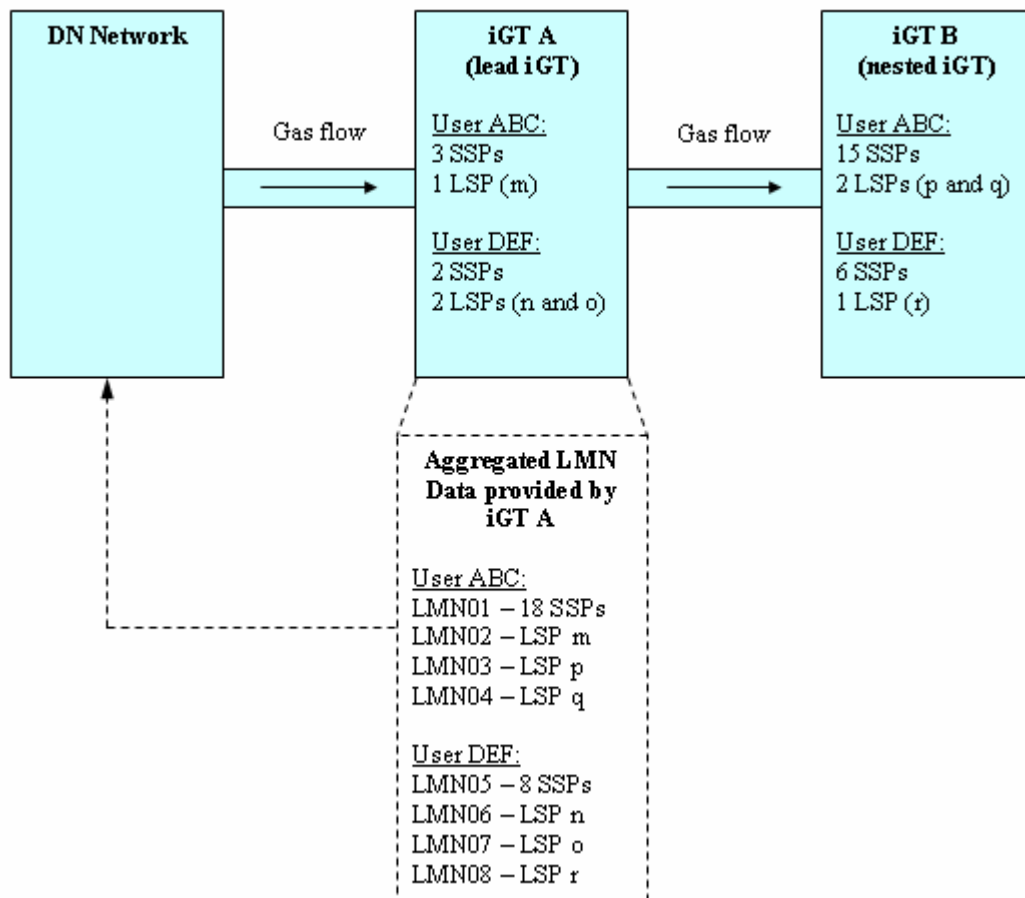 DN Network
Gas flow
iGT A
(lead iGT)
User ABC:
3 SSPs
1 LSP (m)
User DEF:
2 SSPs
2 LSPs (n and o)
Gas flow
iGT B
(nested iGT)
User ABC:
15 SSPs
2 LSPs (p and q)
User DEF:
6 SSPs
1 LSP (r)
Aggregated LMN
Data provided by
iGT A
User ABC:
LMN01 – 18 SSPs
LMN02 – LSP m
LMN03 – LSP p
LMN04 – LSP q
User DEF:
LMN05 – 8 SSPs
LMN06 – LSP n
LMN07 – LSP o
LMN08 – LSP r